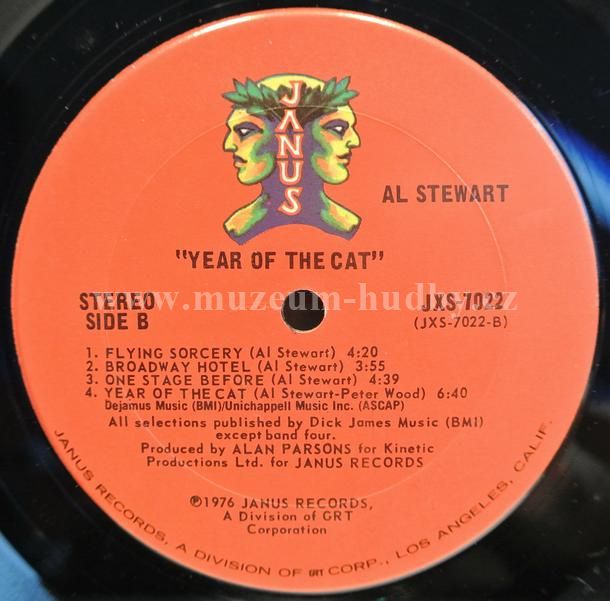 JANUS
AL STEWART
"YEAR OF THE CAT"
STEREO
SIDE B
JXS-7022
(JXS-7022-B)
www.muzeum-hudby.cz
1. FLYING SORCERY (Al Stewart) 4:20
2. BROADWAY HOTEL (Al Stewart) 3:55
3. ONE STAGE BEFORE (Al Stewart) 4:39
4. YEAR OF THE CAT (Al Stewart-Peter Wood) 6:40
Dejamus Music (BMI)/Unichappell Music Inc. (ASCAP)
All selections published by Dick James Music (BMI)
except band four.
Produced by ALAN PARSONS for Kinetic
Productions Ltd. for JANUS RECORDS
℗1976 JANUS RECORDS,
A Division of GRT
Corporation
JANUS RECORDS, A DIVISION OF GRT CORP., LOS ANGELES, CALIF.